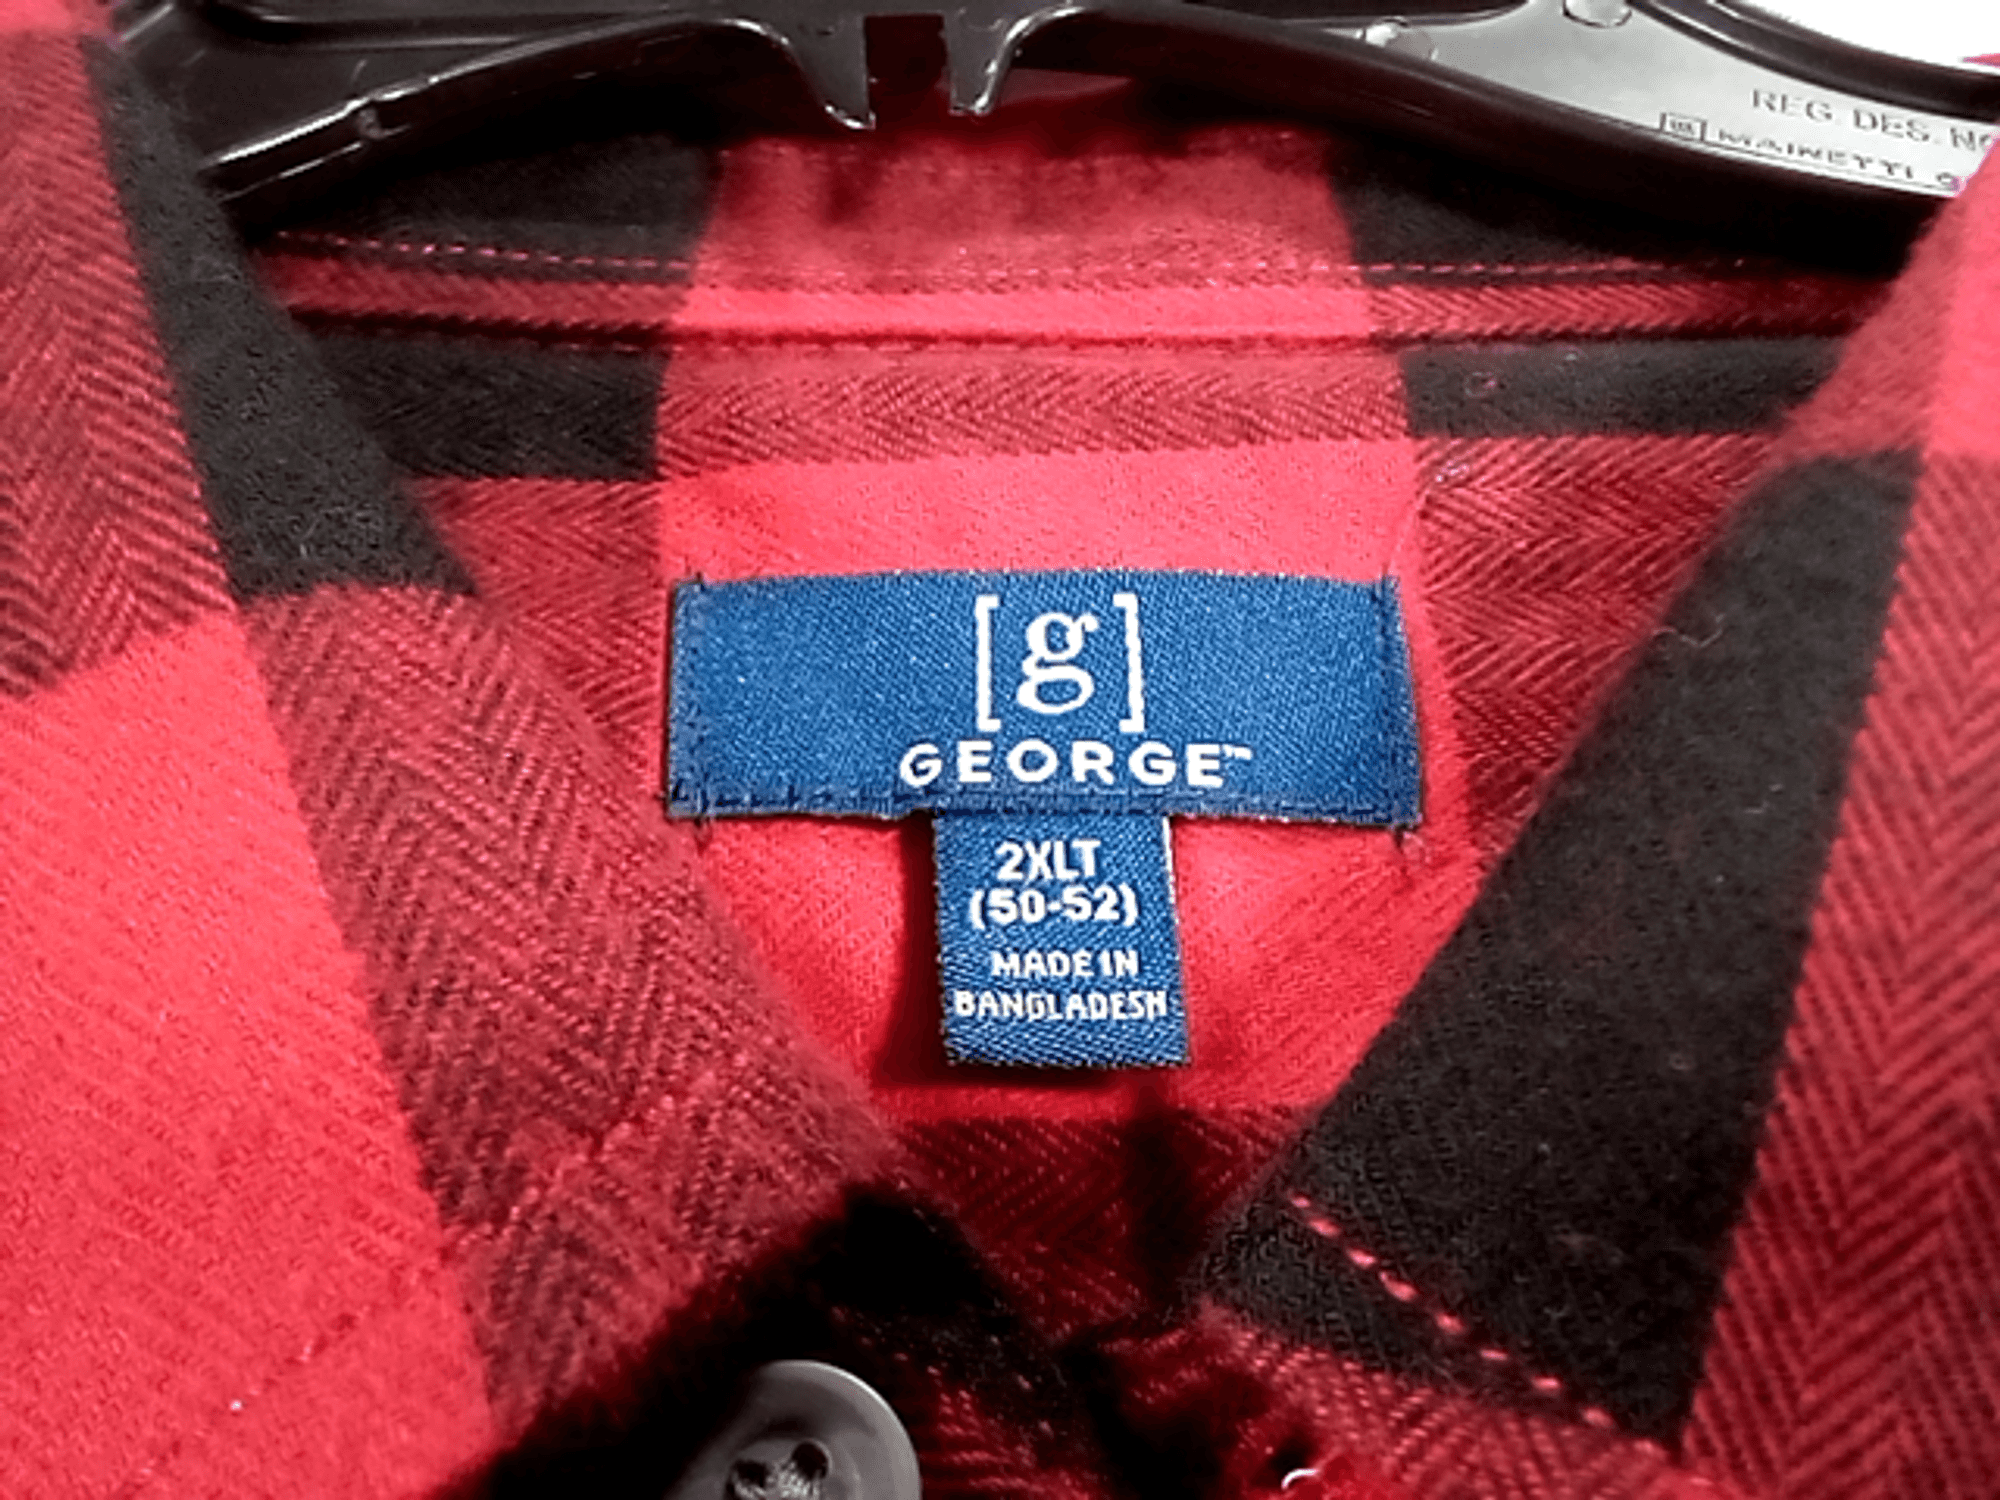 REG. DES. NO
[g] MAINETTI
[g]
GEORGE™
2XLT
(50-52)
MADE IN
BANGLADESH